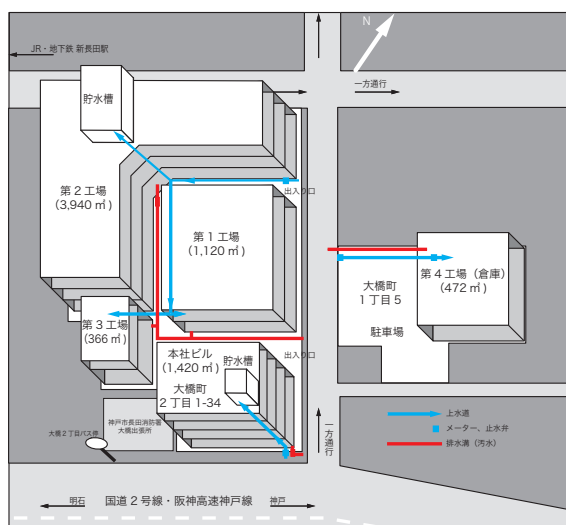 N
JR・地下鉄 新長田駅
一方通行
貯水槽
第2工場
(3,940㎡)
出入り口
第1工場
(1,120㎡)
第4工場(倉庫)
(472㎡)
大橋町
1丁目5
駐車場
第3工場
(366㎡)
本社ビル
(1,420㎡)
貯水槽
出入り口
大橋町
2丁目1-34
神戸市長田消防署
大橋出張所
大橋2丁目バス停
一方通行
上水道
メーター、止水弁
排水溝(汚水)
明石
国道2号線・阪神高速神戸線
神戸